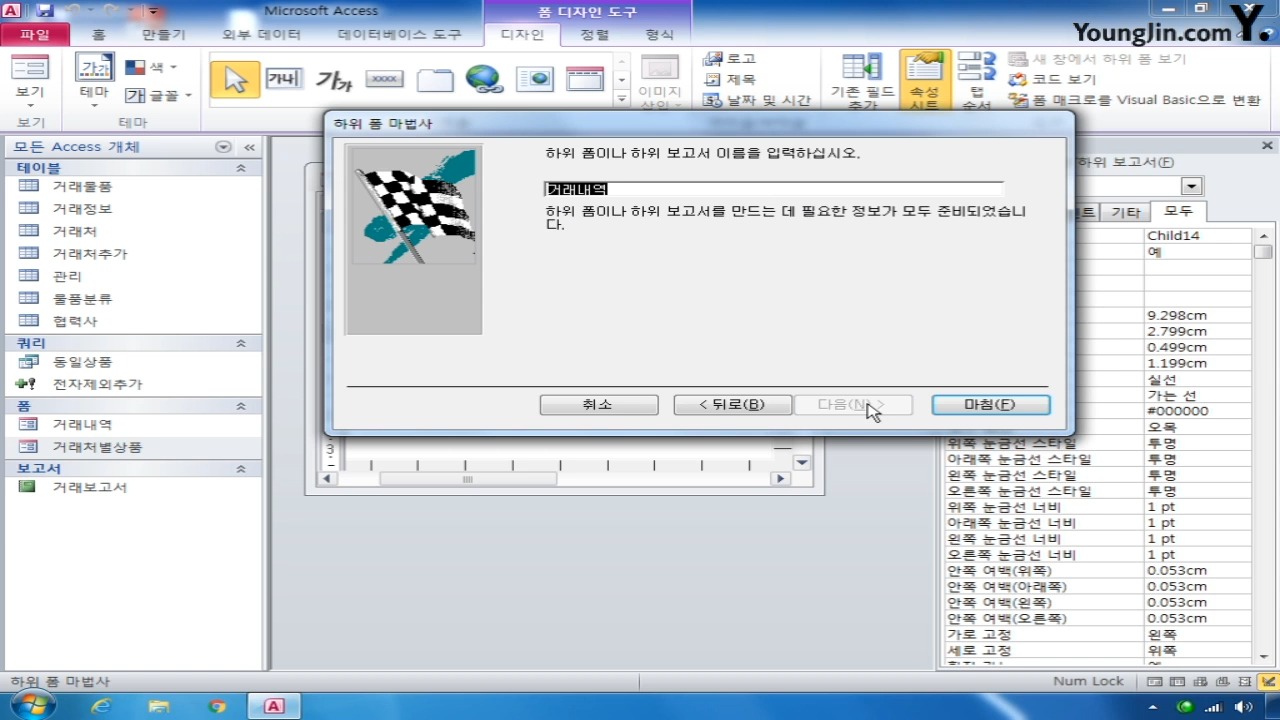 Microsoft Access
폼 디자인 도구
YoungJin.com Y.
파일
홈
만들기
외부 데이터
데이터베이스 도구
디자인
정렬
형식
보기
테마
색
글꼴
가나
가가
xxxx
이미지
삽입
로고
제목
날짜 및 시간
기존 필드
추가
속성
시트
탭
순서
새 창에서 하위 폼 보기
코드 보기
폼 매크로를 Visual Basic으로 변환
보기
테마
모든 Access 개체
테이블
거래물품
거래정보
거래처
거래처추가
관리
물품분류
협력사
쿼리
동일상품
전자제외추가
폼
거래내역
거래처별상품
보고서
거래보고서
하위 폼 마법사
하위 폼이나 하위 보고서 이름을 입력하십시오.
거래내역
하위 폼이나 하위 보고서를 만드는 데 필요한 정보가 모두 준비되었습니
다.
취소
< 뒤로(B)
다음(N) >
마침(F)
3
하위 보고서(F)
기타
모두
Child14
예
9.298cm
2.799cm
0.499cm
1.199cm
실선
가는 선
#000000
오목
위쪽 눈금선 스타일 투명
아래쪽 눈금선 스타일 투명
왼쪽 눈금선 스타일 투명
오른쪽 눈금선 스타일 투명
위쪽 눈금선 너비 1 pt
아래쪽 눈금선 너비 1 pt
왼쪽 눈금선 너비 1 pt
오른쪽 눈금선 너비 1 pt
안쪽 여백(위쪽) 0.053cm
안쪽 여백(아래쪽) 0.053cm
안쪽 여백(왼쪽) 0.053cm
안쪽 여백(오른쪽) 0.053cm
가로 고정 왼쪽
세로 고정 위쪽
하위 폼 마법사
Num Lock